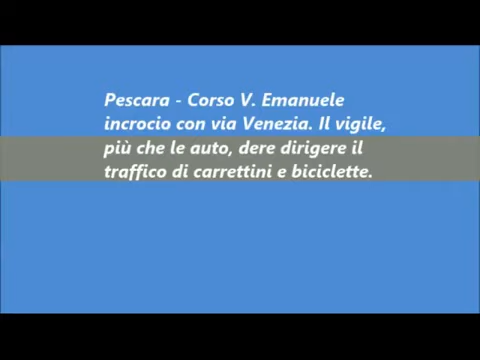 Pescara - Corso V. Emanuele
incrocio con via Venezia. Il vigile,
più che le auto, dere dirigere il
traffico di carrettini e biciclette.